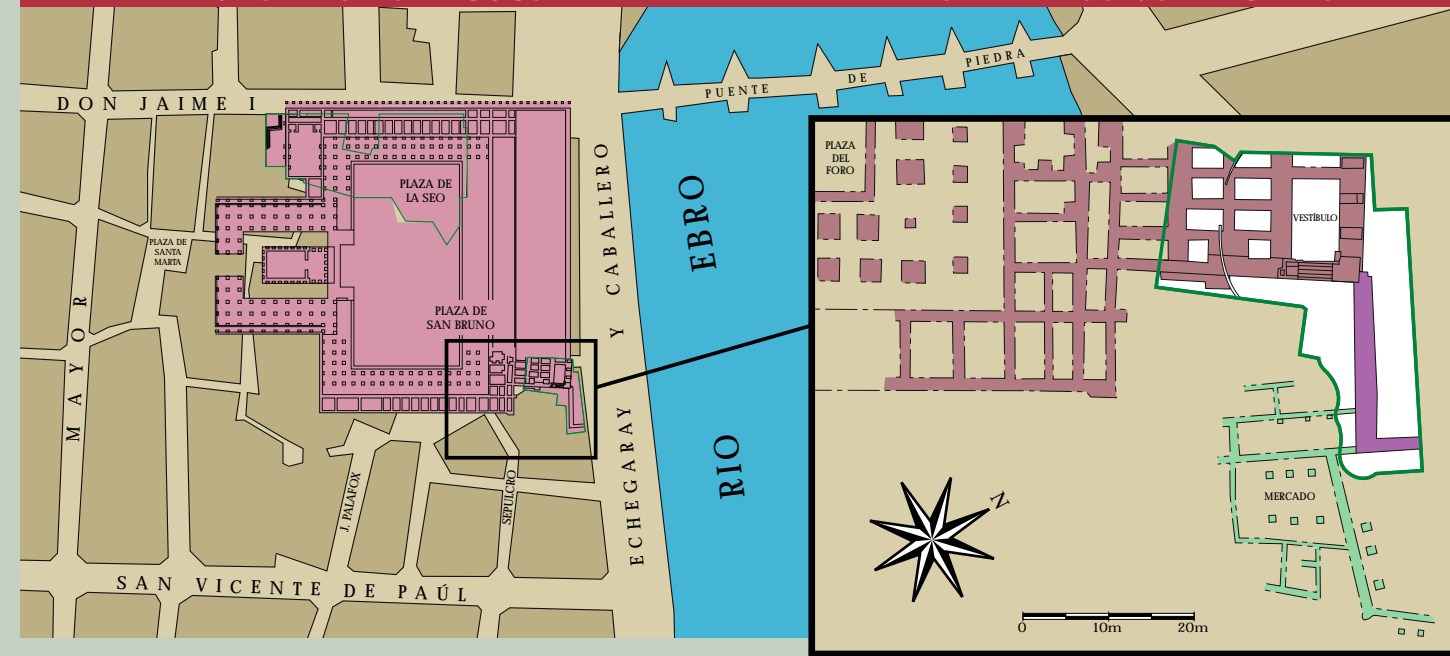 DON JAIME I
PUENTE DE PIEDRA
PLAZA DE
LA SEO
PLAZA DE
SANTA
MARTA
PLAZA DE
SAN BRUNO
MAYOR
ECHEGARAY Y CABALLERO
RIO EBRO
J. PALAFOX
SEPULCRO
SAN VICENTE DE PAÚL
PLAZA
DEL
FORO
VESTÍBULO
MERCADO
N
0 10m 20m